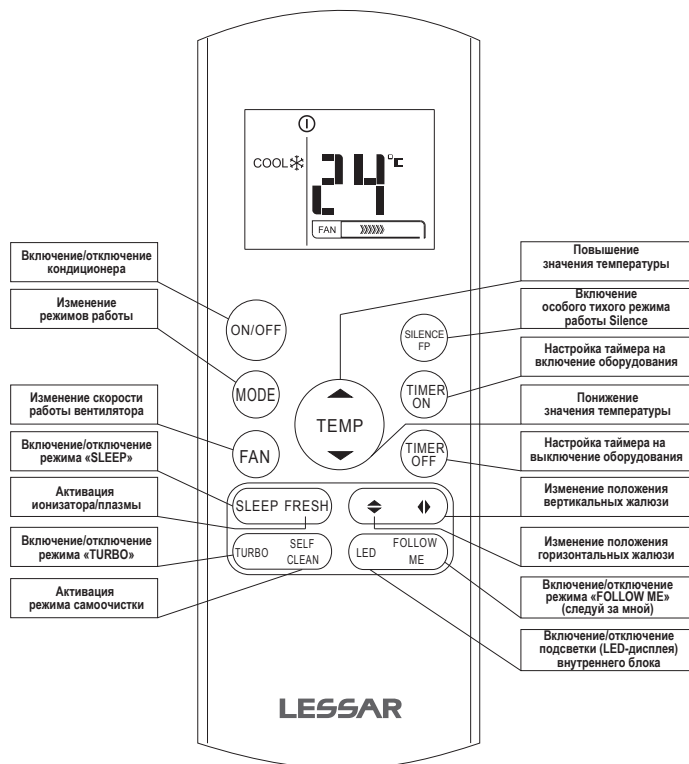 COOL
24°C
FAN
Включение/отключение
кондиционера
Изменение
режимов работы
Изменение скорости
работы вентилятора
Включение/отключение
режима «SLEEP»
Активация
ионизатора/плазмы
Включение/отключение
режима «TURBO»
Активация
режима самоочистки
ON/OFF
MODE
FAN
TEMP
SILENCE
FP
TIMER
ON
TIMER
OFF
SLEEP FRESH
TURBO
SELF
CLEAN
LED
FOLLOW
ME
Повышение
значения температуры
Включение
особого тихого режима
работы Silence
Настройка таймера на
включение оборудования
Понижение
значения температуры
Настройка таймера на
выключение оборудования
Изменение положения
вертикальных жалюзи
Изменение положения
горизонтальных жалюзи
Включение/отключение
режима «FOLLOW ME»
(следуй за мной)
Включение/отключение
подсветки (LED-дисплея)
внутреннего блока
LESSAR